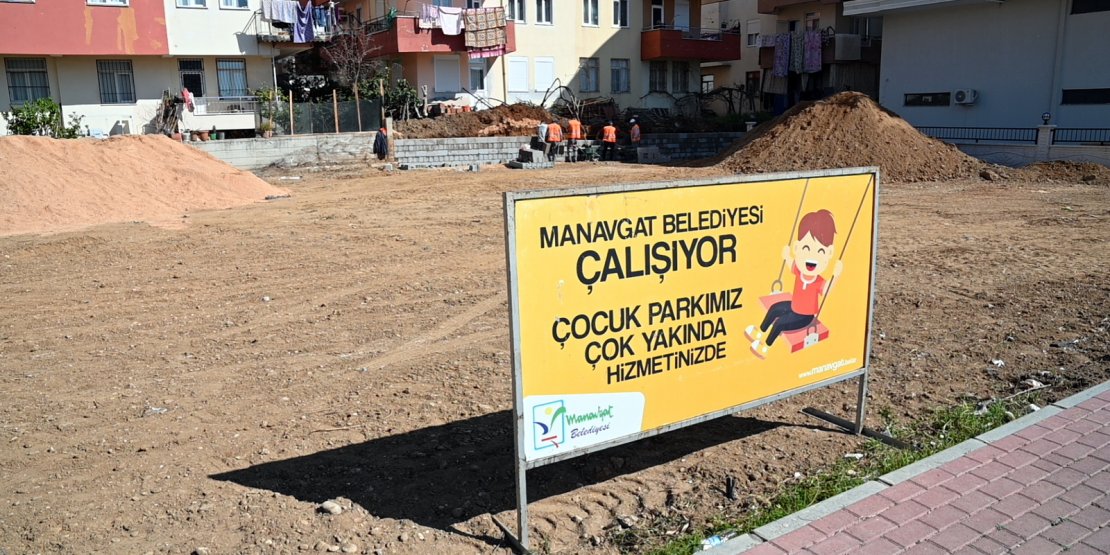 MANAVGAT BELEDİYESİ
ÇALIŞIYOR
ÇOCUK PARKIMIZ
ÇOK YAKINDA
HİZMETİNİZDE
www.manavgat.bel.tr
Manavgat
Belediyesi